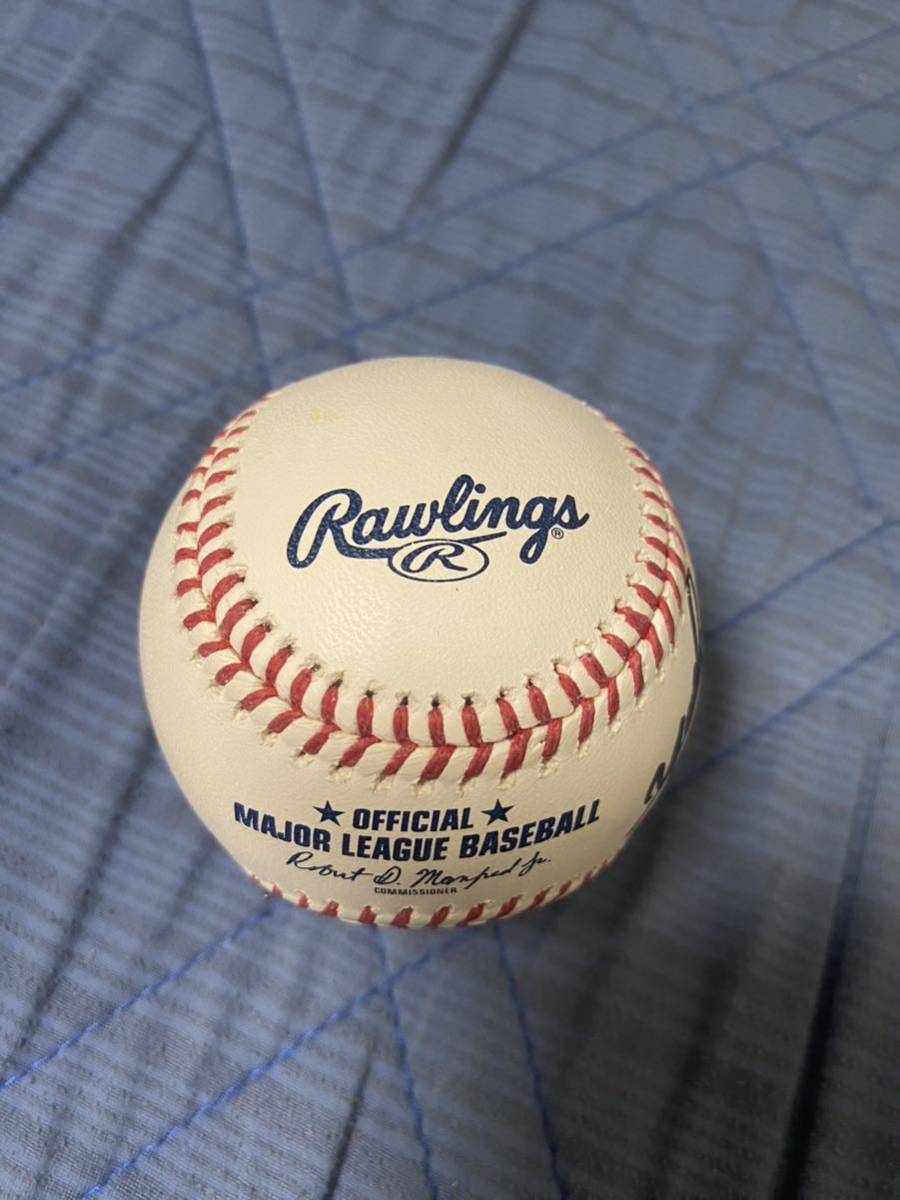 Rawlings®
R
★ OFFICIAL ★
MAJOR LEAGUE BASEBALL
Robert D. Manfred Jr.
COMMISSIONER